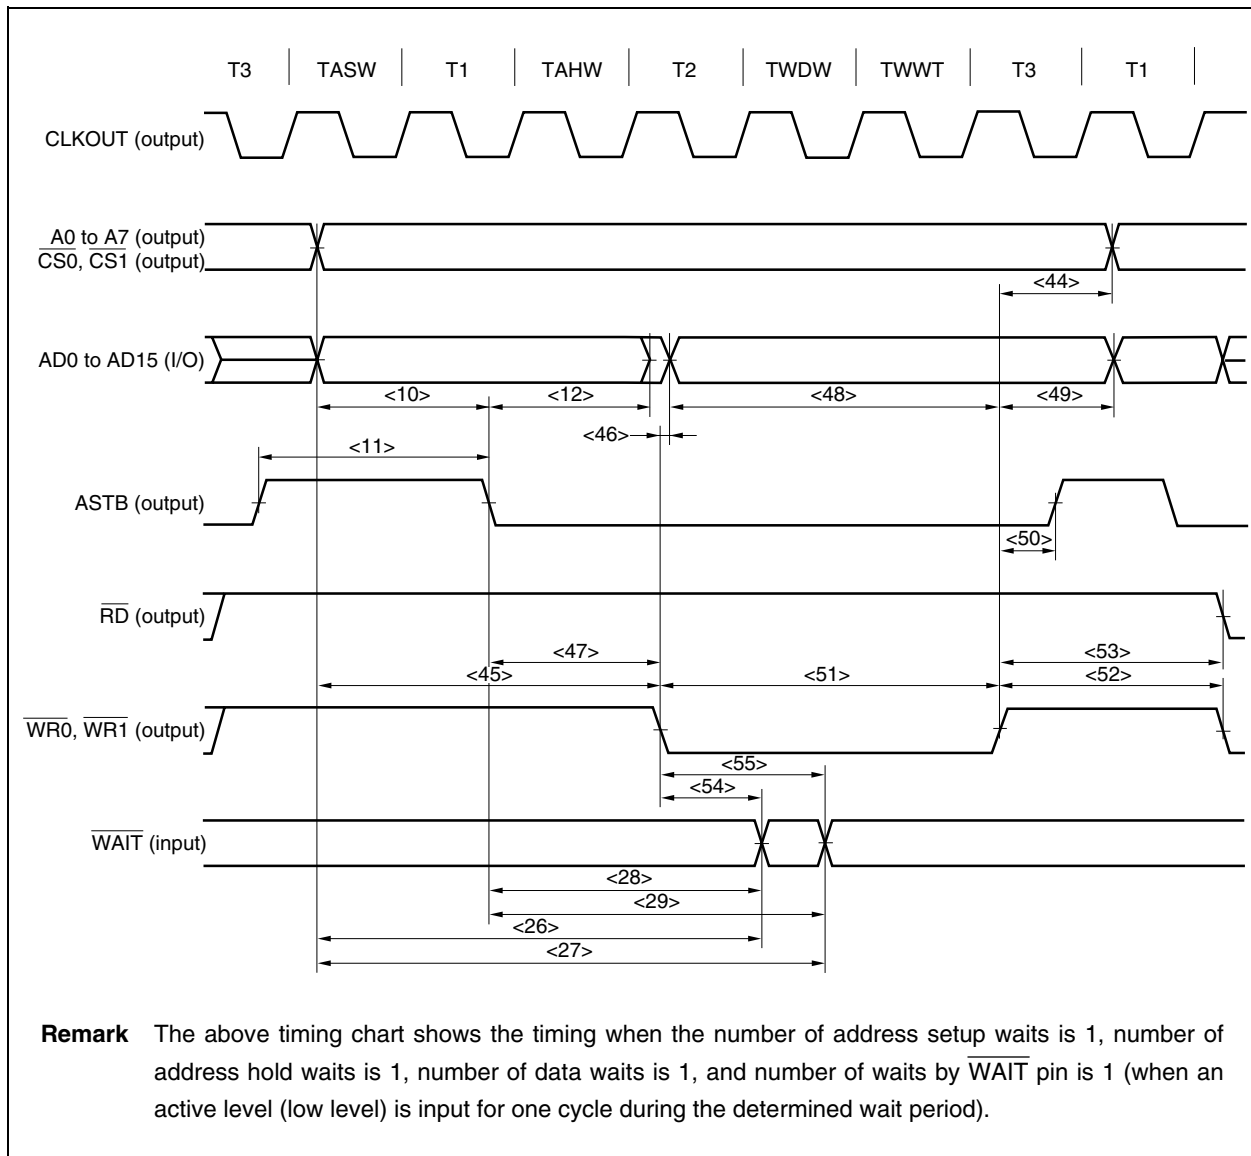 T3 TASW T1 TAHW T2 TWDW TWWT T3 T1
CLKOUT (output)
A0 to A7 (output)
CS0, CS1 (output)
<44>
AD0 to AD15 (I/O)
<10> <12> <48> <49>
<46>
<11>
ASTB (output)
<50>
RD (output)
<47> <53>
<45> <51> <52>
WR0, WR1 (output)
<55>
<54>
WAIT (input)
<28>
<29>
<26>
<27>
Remark The above timing chart shows the timing when the number of address setup waits is 1, number of
address hold waits is 1, number of data waits is 1, and number of waits by WAIT pin is 1 (when an
active level (low level) is input for one cycle during the determined wait period).